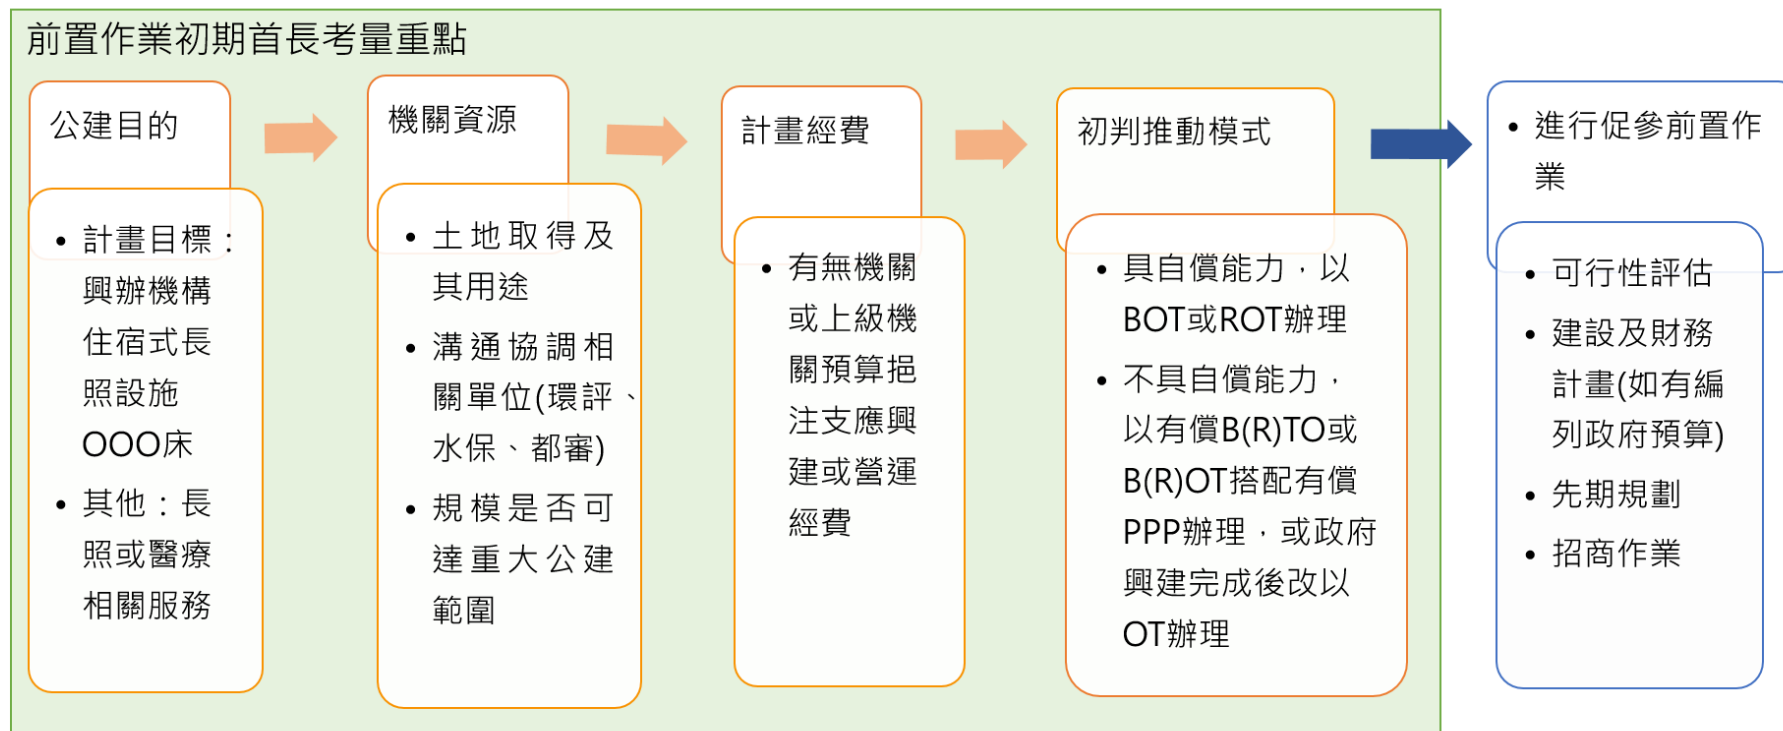 前置作業初期首長考量重點
公建目的
• 計畫目標：
興辦機構
住宿式長
照設施
OOO床
• 其他：長
照或醫療
相關服務
機關資源
• 土地取得及
其用途
• 溝通協調相
關單位(環評、
水保、都審)
• 規模是否可
達重大公建
範圍
計畫經費
• 有無機關
或上級機
關預算挹
注支應興
建或營運
經費
初判推動模式
• 具自償能力，以
BOT或ROT辦理
• 不具自償能力，
以有償B(R)TO或
B(R)OT搭配有償
PPP辦理，或政府
興建完成後改以
OT辦理
• 進行促參前置作
業
• 可行性評估
• 建設及財務
計畫(如有編
列政府預算)
• 先期規劃
• 招商作業